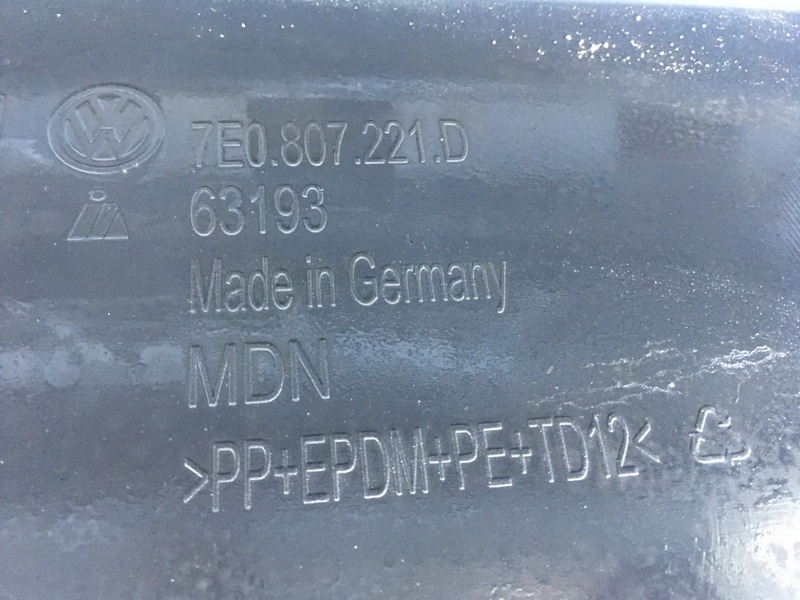 7E0.807.221.D
63193
Made in Germany
MDN
>PP+EPDM+PE+TD12<